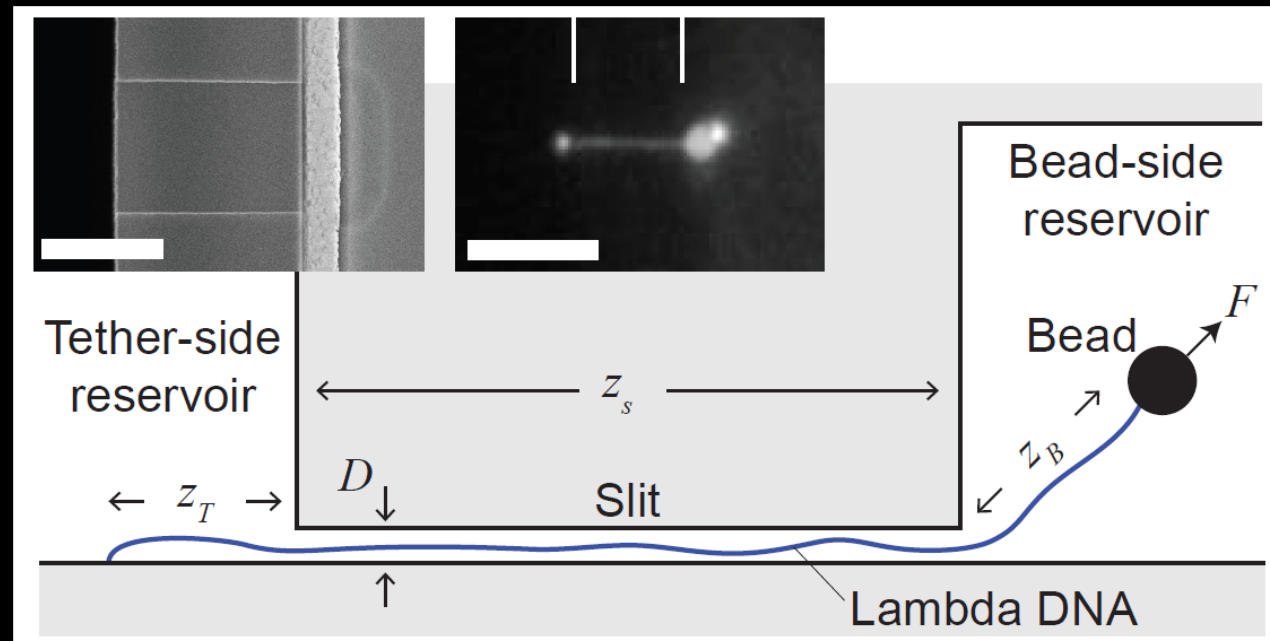 Tether-side
reservoir
Bead-side
reservoir
Bead
F
z_s
z_B
z_T
D
Slit
Lambda DNA